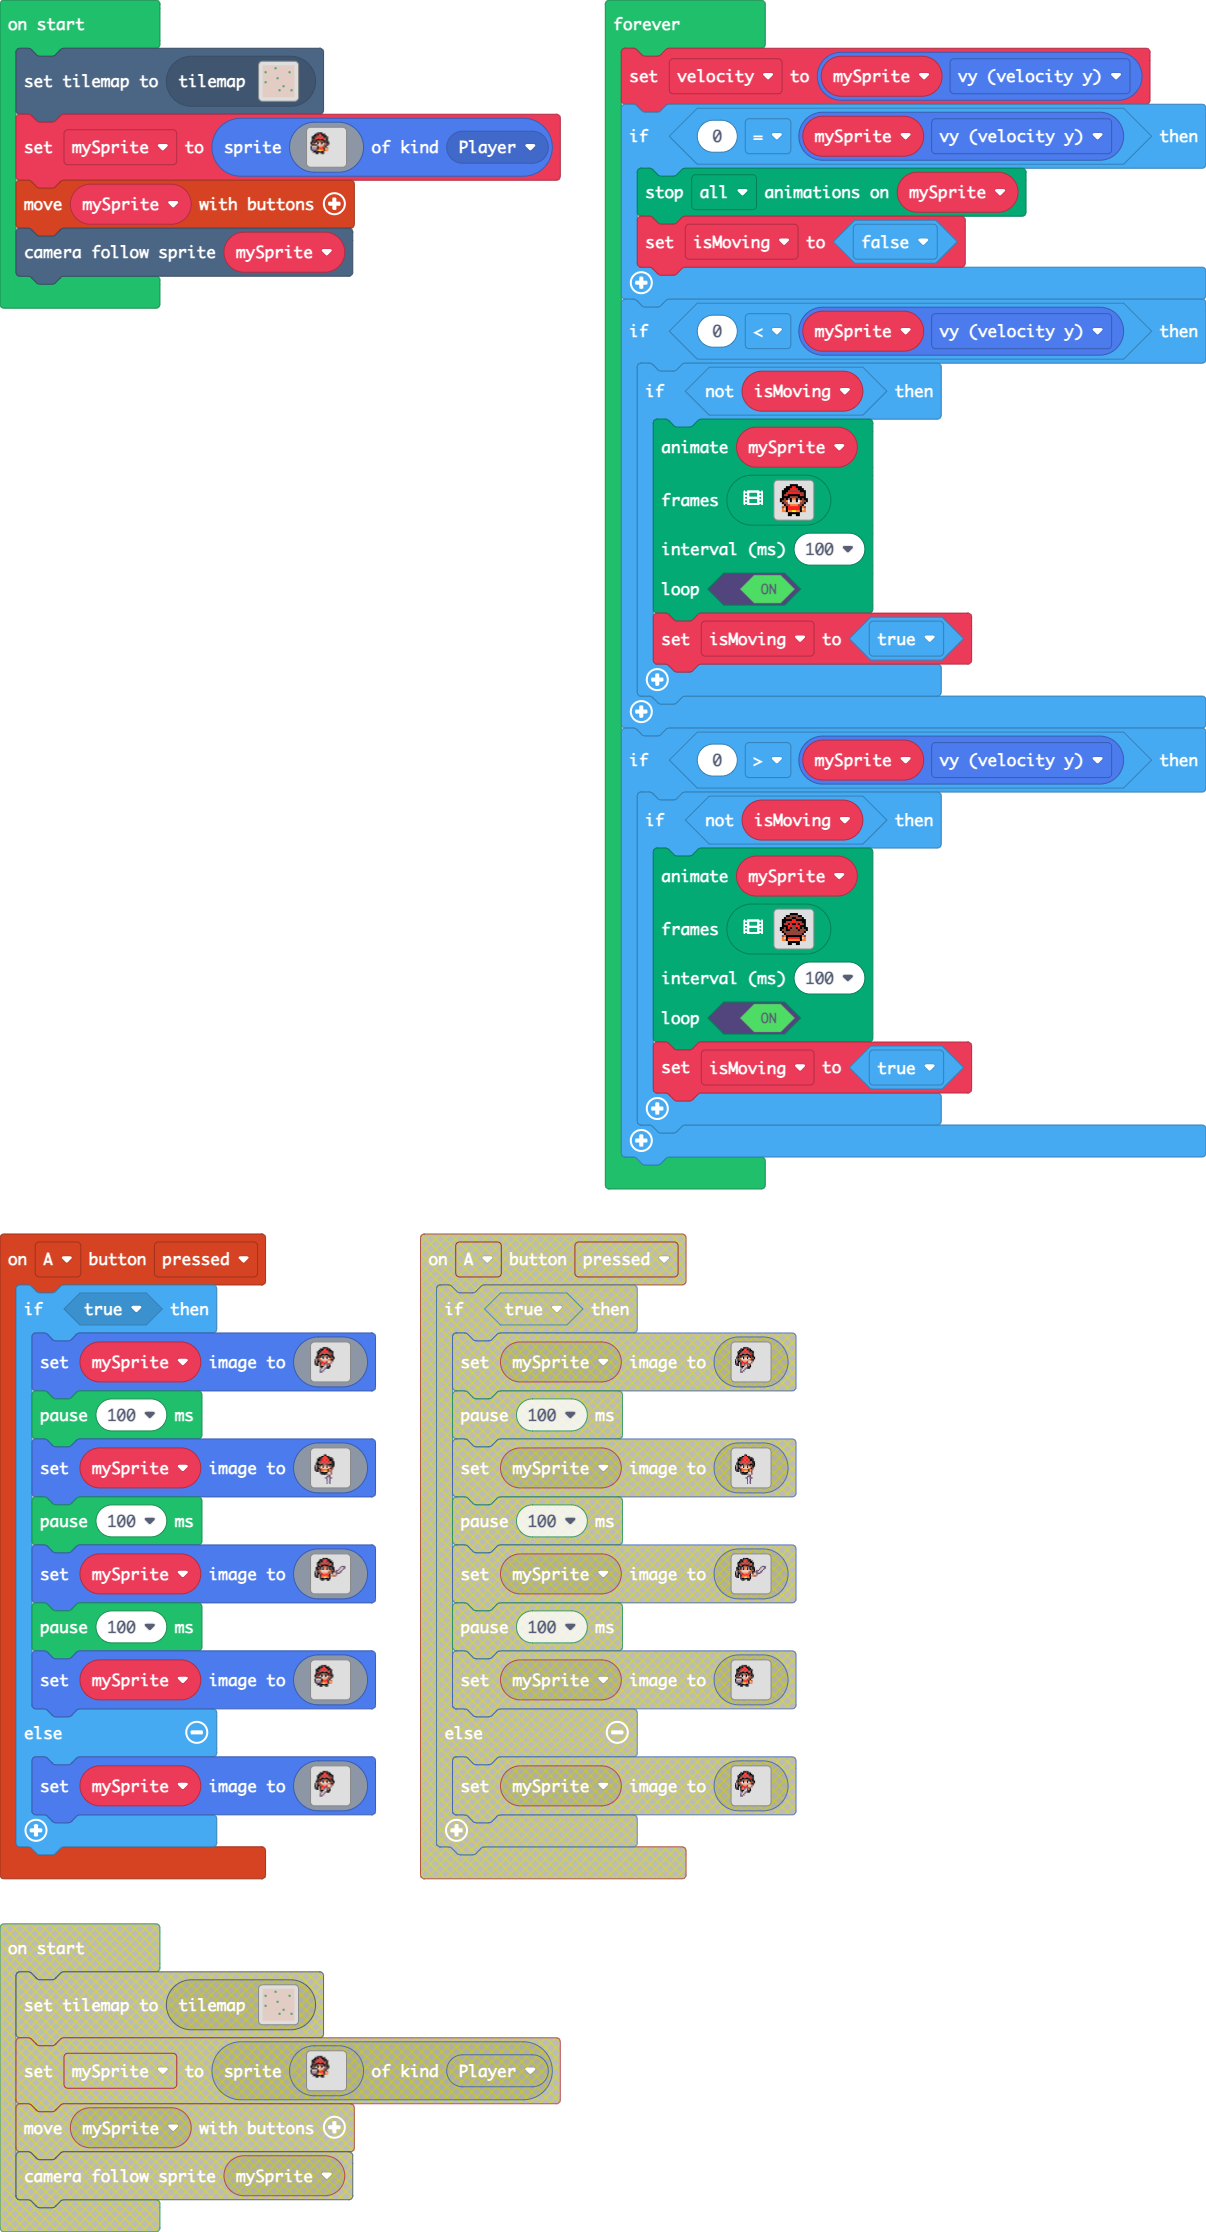 on start
set tilemap to tilemap
set mySprite to sprite of kind Player
move mySprite with buttons
camera follow sprite mySprite
forever
set velocity to mySprite vy (velocity y)
if 0 = mySprite vy (velocity y) then
stop all animations on mySprite
set isMoving to false
if 0 < mySprite vy (velocity y) then
if not isMoving then
animate mySprite
frames
interval (ms) 100
loop ON
set isMoving to true
if 0 > mySprite vy (velocity y) then
if not isMoving then
animate mySprite
frames
interval (ms) 100
loop ON
set isMoving to true
on A button pressed
if true then
set mySprite image to
pause 100 ms
set mySprite image to
pause 100 ms
set mySprite image to
pause 100 ms
set mySprite image to
else
set mySprite image to
on A button pressed
if true then
set mySprite image to
pause 100 ms
set mySprite image to
pause 100 ms
set mySprite image to
pause 100 ms
set mySprite image to
else
set mySprite image to
on start
set tilemap to tilemap
set mySprite to sprite of kind Player
move mySprite with buttons
camera follow sprite mySprite